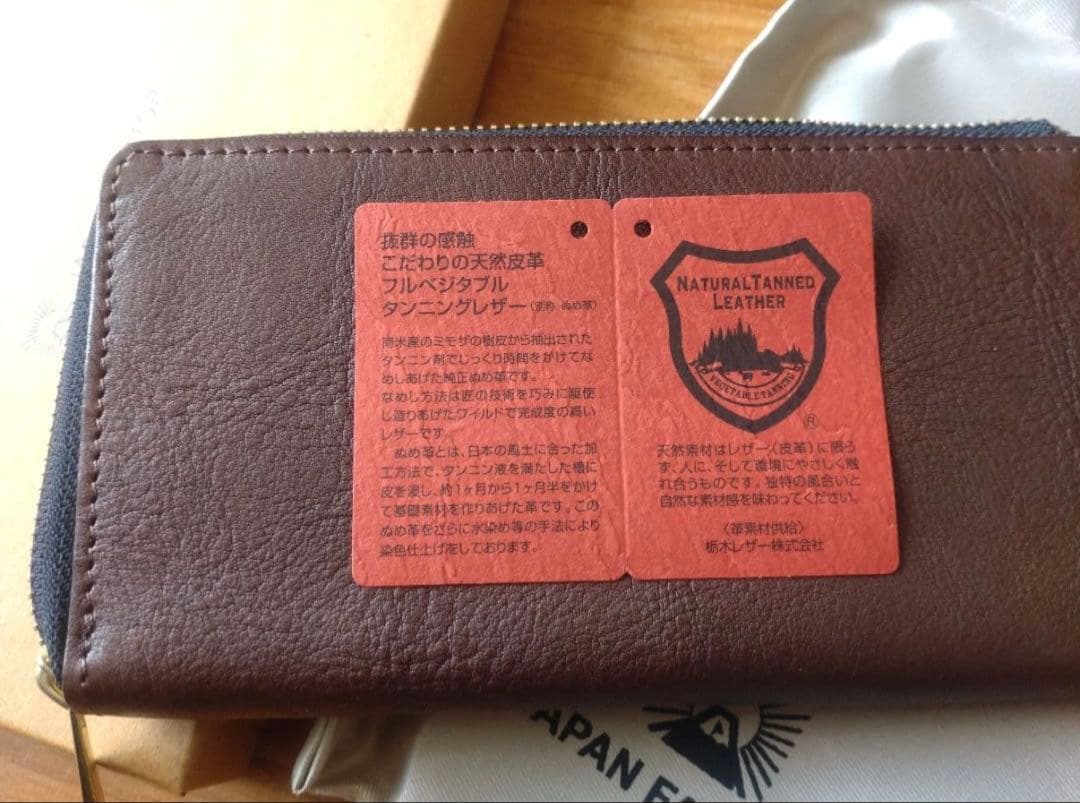 抜群の感触
こだわりの天然皮革
フルベジタブル
タンニングレザー(別称 ぬめ革)
南米産のミモザの樹皮から抽出された
タンニン剤でじっくり時間をかけてな
めしあげた純正ぬめ革です。
なめし方法は匠の技術を巧みに駆使
し造りあげたワイルドで完成度の高い
レザーです。
ぬめ革とは、日本の風土に合った加
工方法で、タンニン液を満たした槽に
皮を浸し、約1ヶ月から1ヶ月半をかけ
て基礎素材を作りあげた革です。この
ぬめ革をさらに水染め等の手法により
染色仕上げをしております。
NATURAL TANNED
LEATHER
VEGETABLE TANNING
®
天然素材はレザー(皮革)に限ら
ず、人に、そして環境にやさしく触
れ合うものです。独特の風合いと
自然な素材感を味わってください。
〈革素材供給〉
栃木レザー株式会社
A
APAN